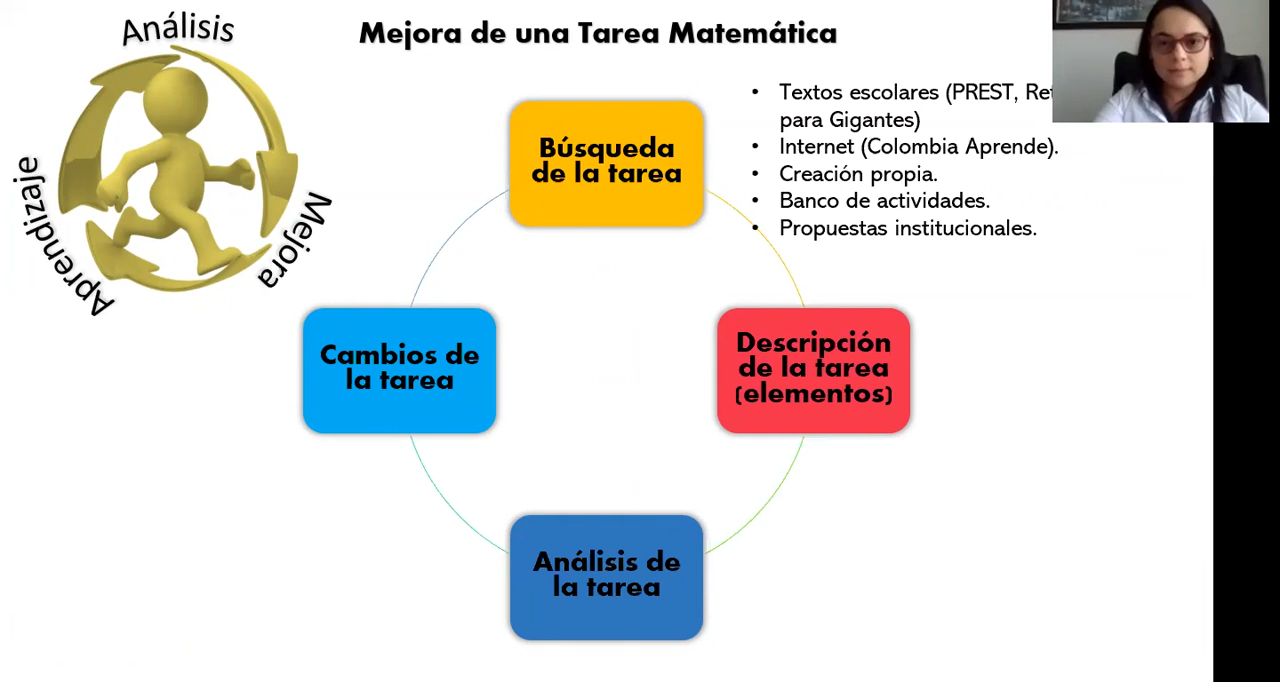 Análisis
Mejora
Aprendizaje
Mejora de una Tarea Matemática
Búsqueda
de la tarea
• Textos escolares (PREST,
para Gigantes)
• Internet (Colombia Aprende).
• Creación propia.
• Banco de actividades.
• Propuestas institucionales.
Cambios de
la tarea
Descripción
de la tarea
(elementos)
Análisis de
la tarea